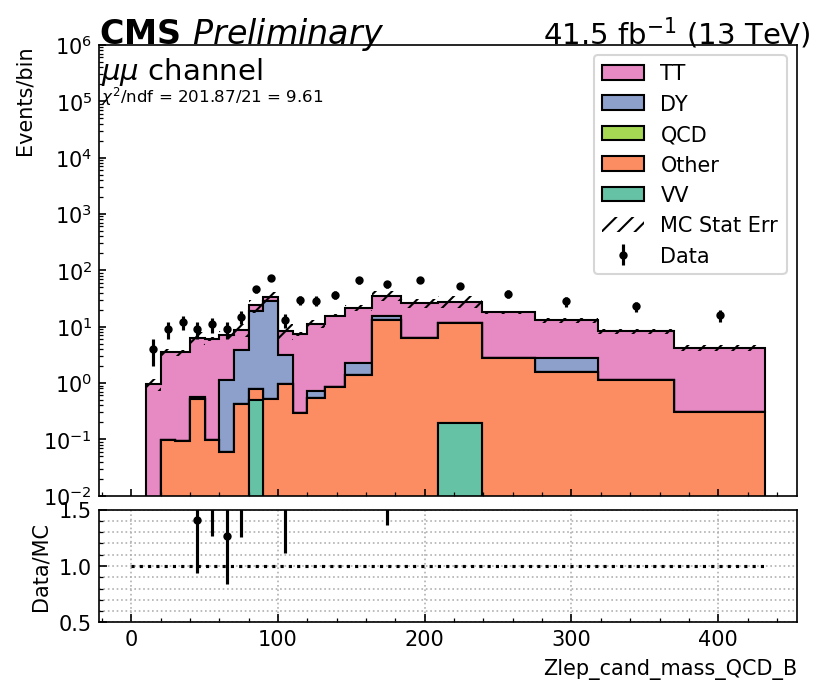 CMS Preliminary 41.5 fb⁻¹ (13 TeV)
μμ channel
χ²/ndf = 201.87/21 = 9.61
Events/bin
10⁶
10⁵
10⁴
10³
10²
10¹
10⁰
10⁻¹
10⁻²
TT
DY
QCD
Other
VV
MC Stat Err
Data
Data/MC
1.5
1.0
0.5
0 100 200 300 400
Zlep_cand_mass_QCD_B